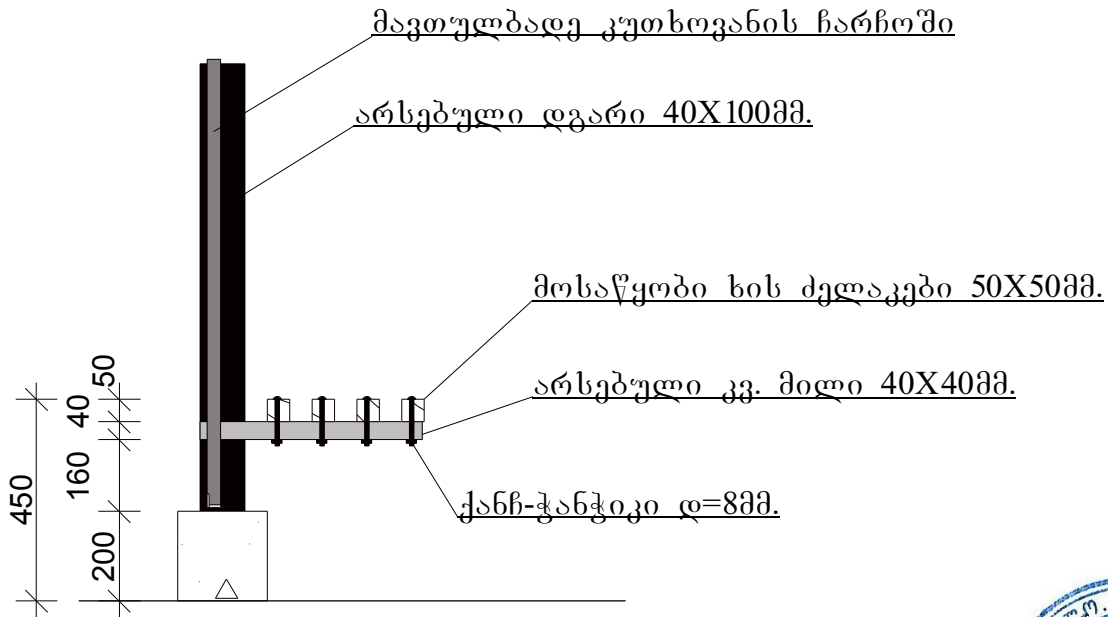 მავთულბადე კუთხოვანის ჩარჩოში
არსებული დგარი 40X100მმ.
მოსაწყობი ხის ძელაკები 50X50მმ.
არსებული კვ. მილი 40X40მმ.
ქანჩ-ჭანჭიკი დ=8მმ.
50
40
160
450
200